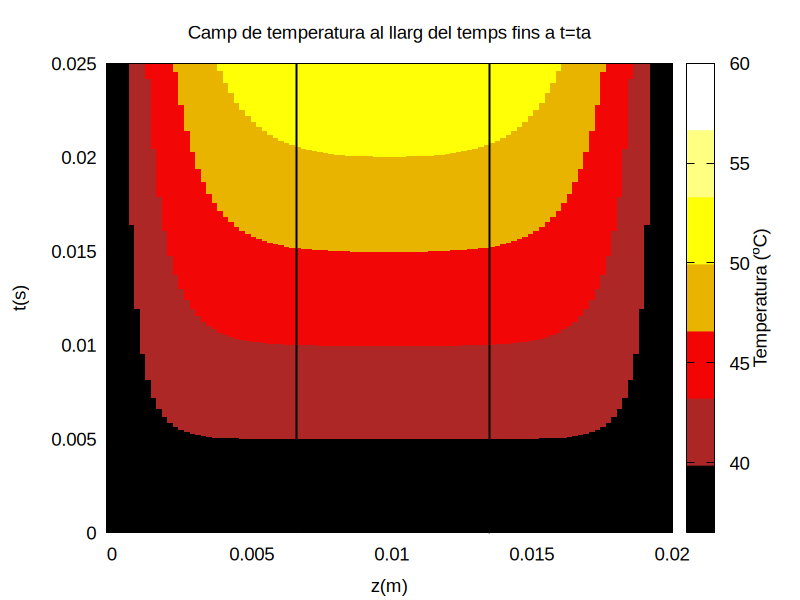 Camp de temperatura al llarg del temps fins a t=ta
0.025
0.02
0.015
0.01
0.005
0
t(s)
0 0.005 0.01 0.015 0.02
z(m)
60
55
50
45
40
Temperatura (ºC)